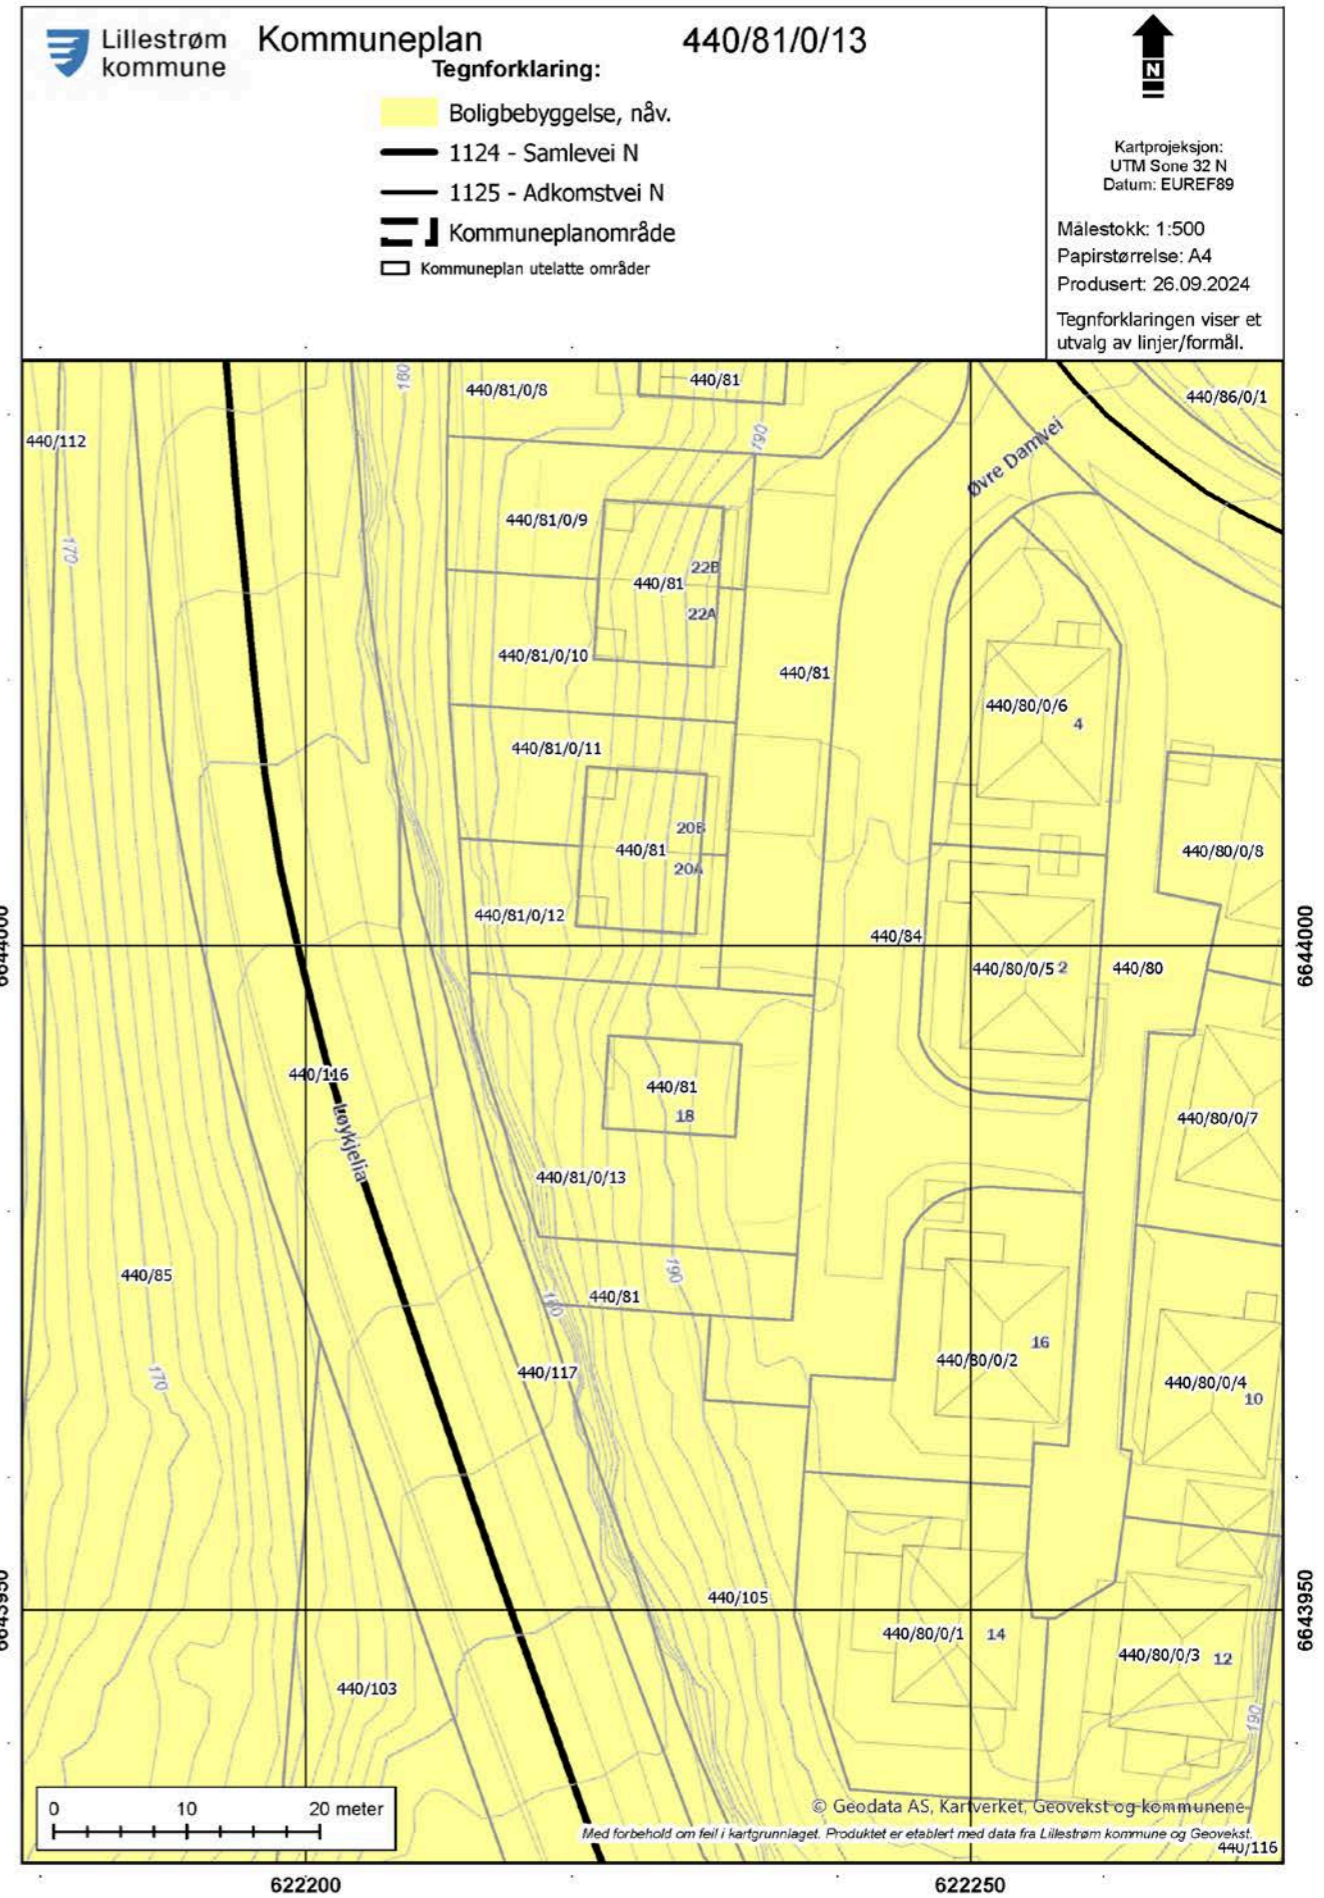 Lillestrøm
kommune
Kommuneplan
440/81/0/13
Tegnforklaring:
Boligbebyggelse, nåv.
1124 - Samlevei N
1125 - Adkomstvei N
Kommuneplanområde
Kommuneplan utelatte områder
N
Kartprojeksjon:
UTM Sone 32 N
Datum: EUREF89
Målestokk: 1:500
Papirstørrelse: A4
Produsert: 26.09.2024
Tegnforklaringen viser et
utvalg av linjer/formål.
180
440/81/0/8
440/81
440/86/0/1
440/112
190
Øvre Damvei
440/81/0/9
170
22B
440/81
22A
440/81/0/10
440/81
440/80/0/6
4
440/81/0/11
20B
440/81
20A
440/80/0/8
440/81/0/12
440/84
6644000
6644000
440/80/0/5
2
440/80
440/116
440/81
18
Løykjelia
440/80/0/7
440/81/0/13
440/85
190
440/81
180
16
440/80/0/2
170
440/117
440/80/0/4
10
440/105
6643950
6643950
440/80/0/1
14
440/80/0/3
12
440/103
190
0 10 20 meter
© Geodata AS, Kartverket, Geovekst og kommunene
Med forbehold om feil i kartgrunnlaget. Produktet er etablert med data fra Lillestrøm kommune og Geovekst.
440/116
622200
622250